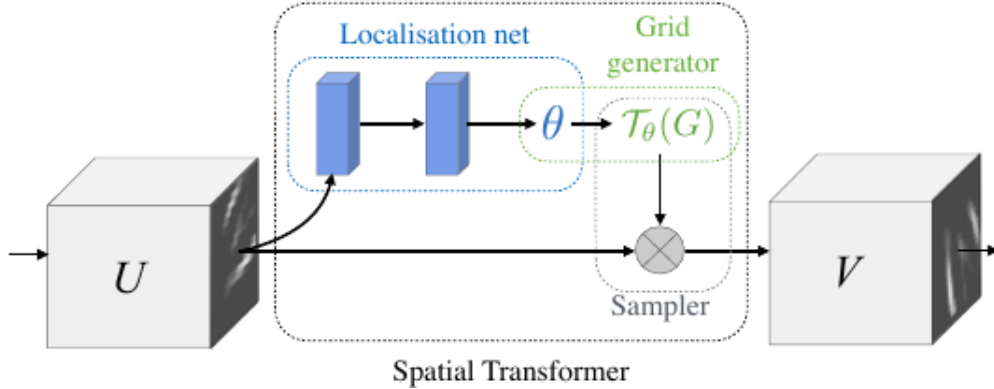 Localisation net
Grid
generator
θ
𝒯θ(G)
U
V
Sampler
Spatial Transformer